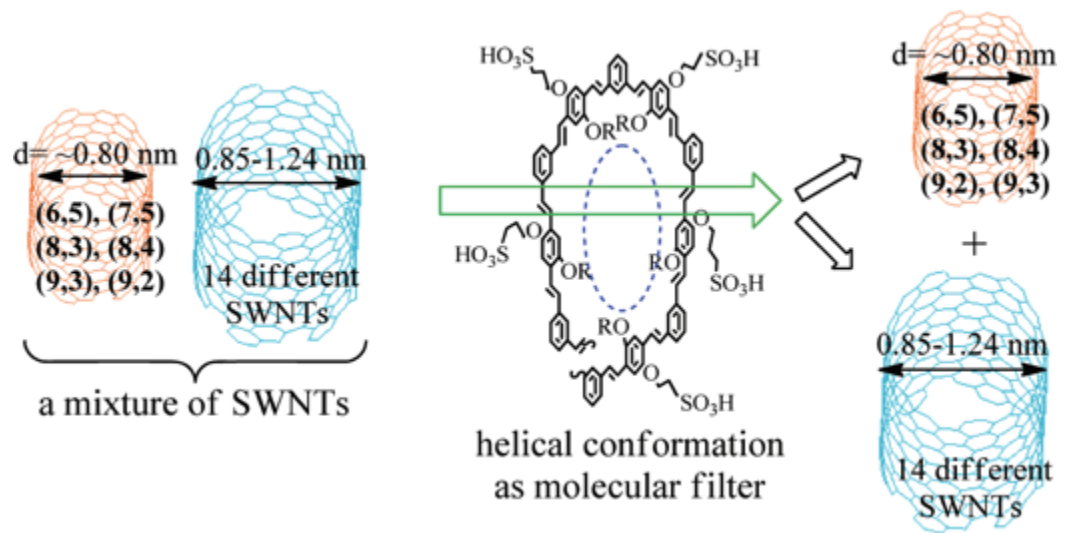 d= ~0.80 nm
(6,5), (7,5)
(8,3), (8,4)
(9,3), (9,2)
0.85-1.24 nm
14 different
SWNTs
a mixture of SWNTs
HO₃S
O
SO₃H
O
OR
RO
HO₃S
O
OR
O
RO
SO₃H
RO
O
SO₃H
helical conformation
as molecular filter
d= ~0.80 nm
(6,5), (7,5)
(8,3), (8,4)
(9,2), (9,3)
+
0.85-1.24 nm
14 different
SWNTs